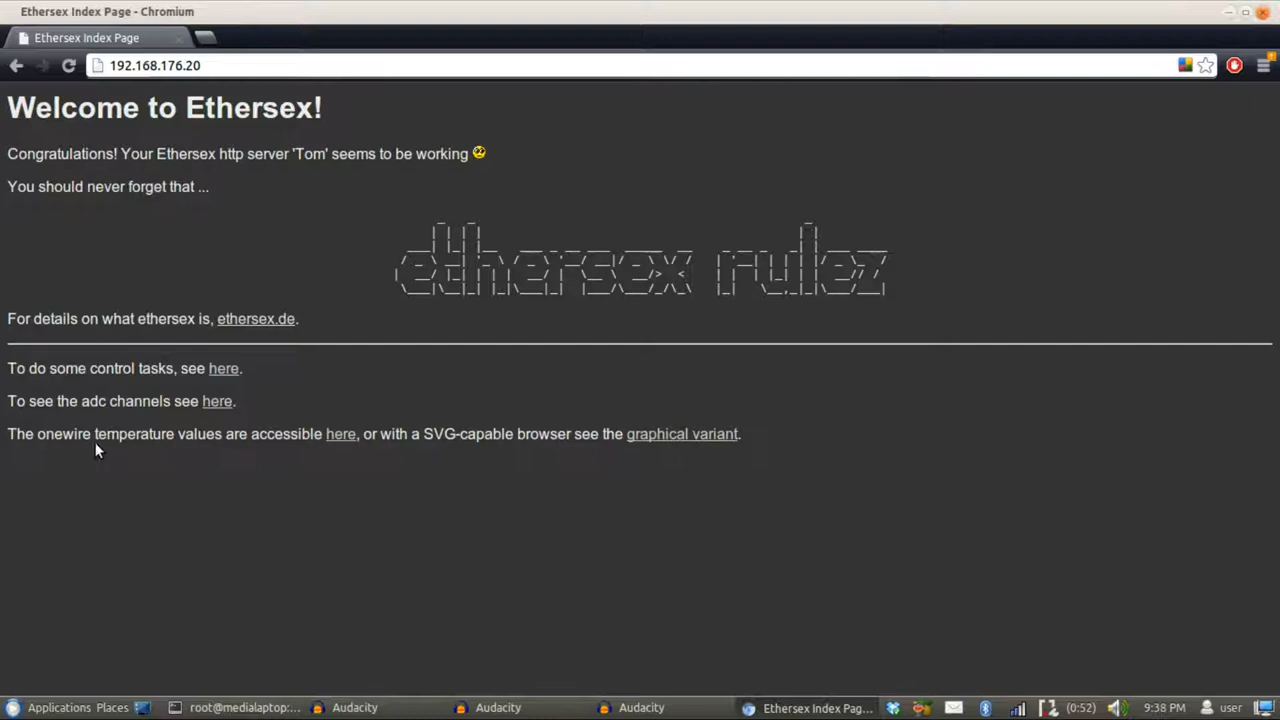 Ethersex Index Page - Chromium
Ethersex Index Page
192.168.176.20
Welcome to Ethersex!
Congratulations! Your Ethersex http server 'Tom' seems to be working
You should never forget that ...
ethersex rulez
For details on what ethersex is, ethersex.de.
To do some control tasks, see here.
To see the adc channels see here.
The onewire temperature values are accessible here, or with a SVG-capable browser see the graphical variant.
Applications Places root@medialaptop:... Audacity Audacity Audacity Ethersex Index Pag... (0:52) 9:38 PM user